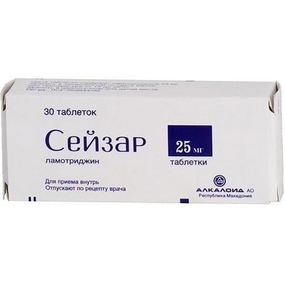 30 таблеток
Сейзар
ламотриджин
25 мг
таблетки
Для приема внутрь
Отпускают по рецепту врача
АЛКАЛОИД АО
Республика Македония